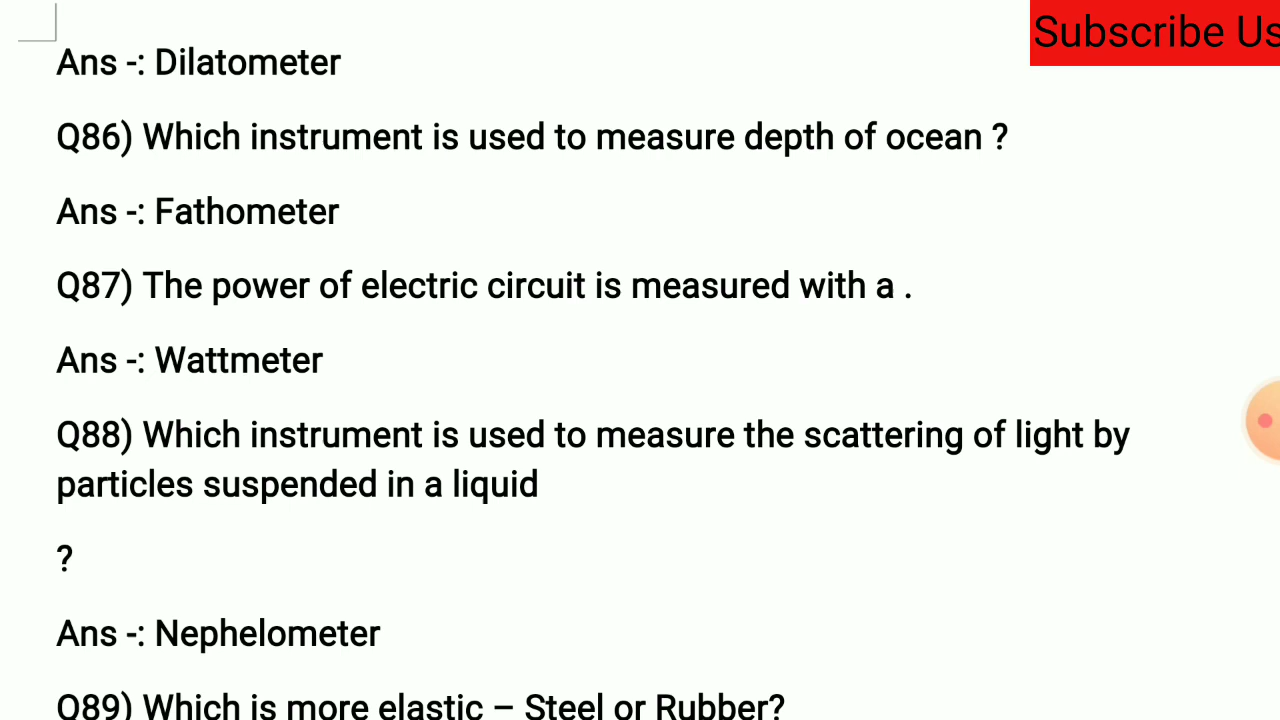 Subscribe Us
Ans -: Dilatometer
Q86) Which instrument is used to measure depth of ocean ?
Ans -: Fathometer
Q87) The power of electric circuit is measured with a .
Ans -: Wattmeter
Q88) Which instrument is used to measure the scattering of light by
particles suspended in a liquid
?
Ans -: Nephelometer
Q89) Which is more elastic – Steel or Rubber?